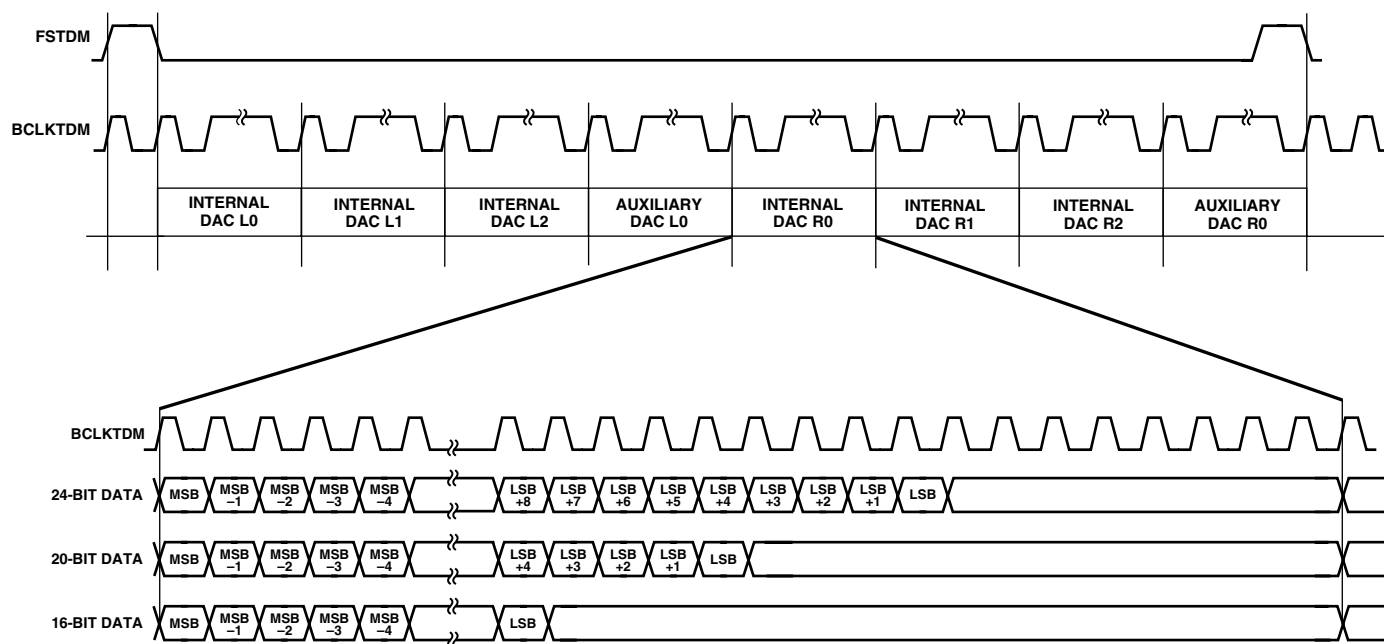 FSTDM
BCLKTDM
INTERNAL DAC L0
INTERNAL DAC L1
INTERNAL DAC L2
AUXILIARY DAC L0
INTERNAL DAC R0
INTERNAL DAC R1
INTERNAL DAC R2
AUXILIARY DAC R0
BCLKTDM
24-BIT DATA MSB MSB –1 MSB –2 MSB –3 MSB –4 LSB +8 LSB +7 LSB +6 LSB +5 LSB +4 LSB +3 LSB +2 LSB +1 LSB
20-BIT DATA MSB MSB –1 MSB –2 MSB –3 MSB –4 LSB +4 LSB +3 LSB +2 LSB +1 LSB
16-BIT DATA MSB MSB –1 MSB –2 MSB –3 MSB –4 LSB